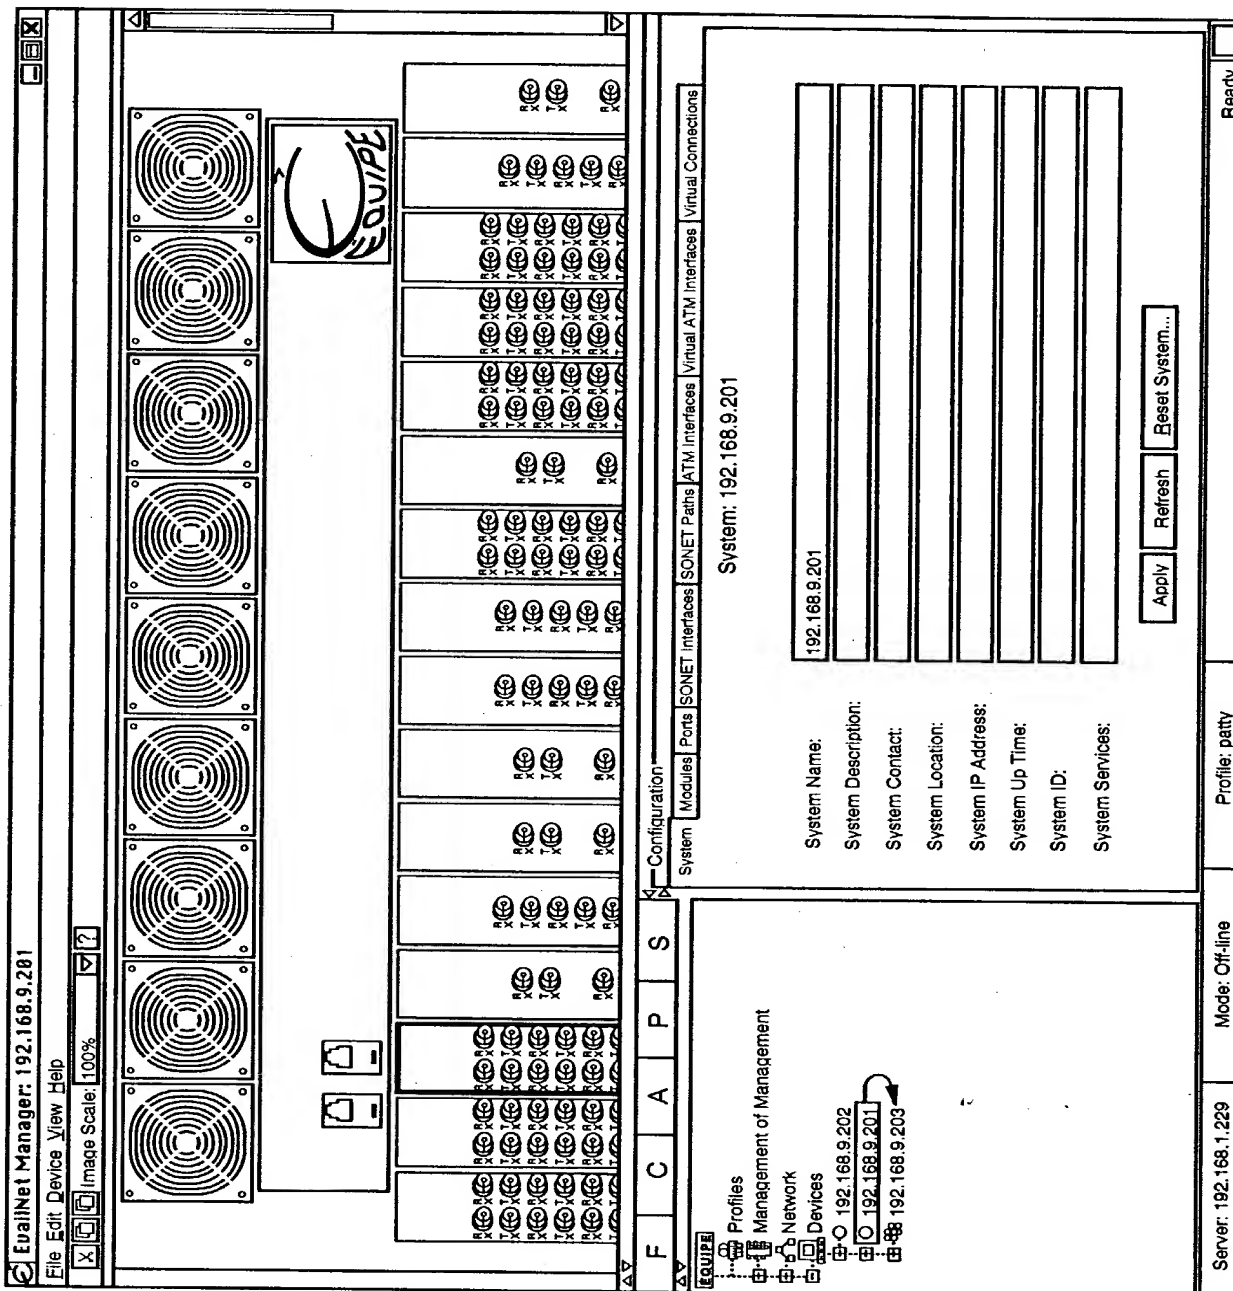 EvailNet Manager: 192.168.9.201
File Edit Device View Help
X Image Scale: 100% ?
EQUIPE
F C A P S
EQUIPE
Profiles
Management of Management
Network
Devices
192.168.9.202
192.168.9.201
192.168.9.203
Configuration
System Modules Ports SONET Interfaces SONET Paths ATM Interfaces Virtual ATM Interfaces Virtual Connections
System: 192.168.9.201
System Name: 192.168.9.201
System Description:
System Contact:
System Location:
System IP Address:
System Up Time:
System ID:
System Services:
Apply Refresh Reset System...
Server: 192.168.1.229 Mode: Off-line Profile: patty Ready